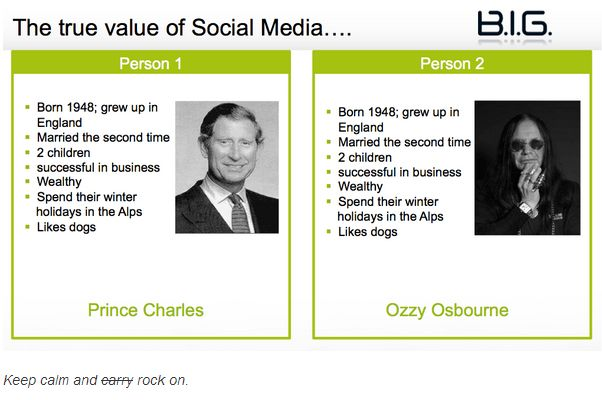 The true value of Social Media....
B.I.G.
Person 1
Born 1948; grew up in
England
Married the second time
2 children
successful in business
Wealthy
Spend their winter
holidays in the Alps
Likes dogs
Prince Charles
Person 2
Born 1948; grew up in
England
Married the second time
2 children
successful in business
Wealthy
Spend their winter
holidays in the Alps
Likes dogs
Ozzy Osbourne
Keep calm and carry rock on.